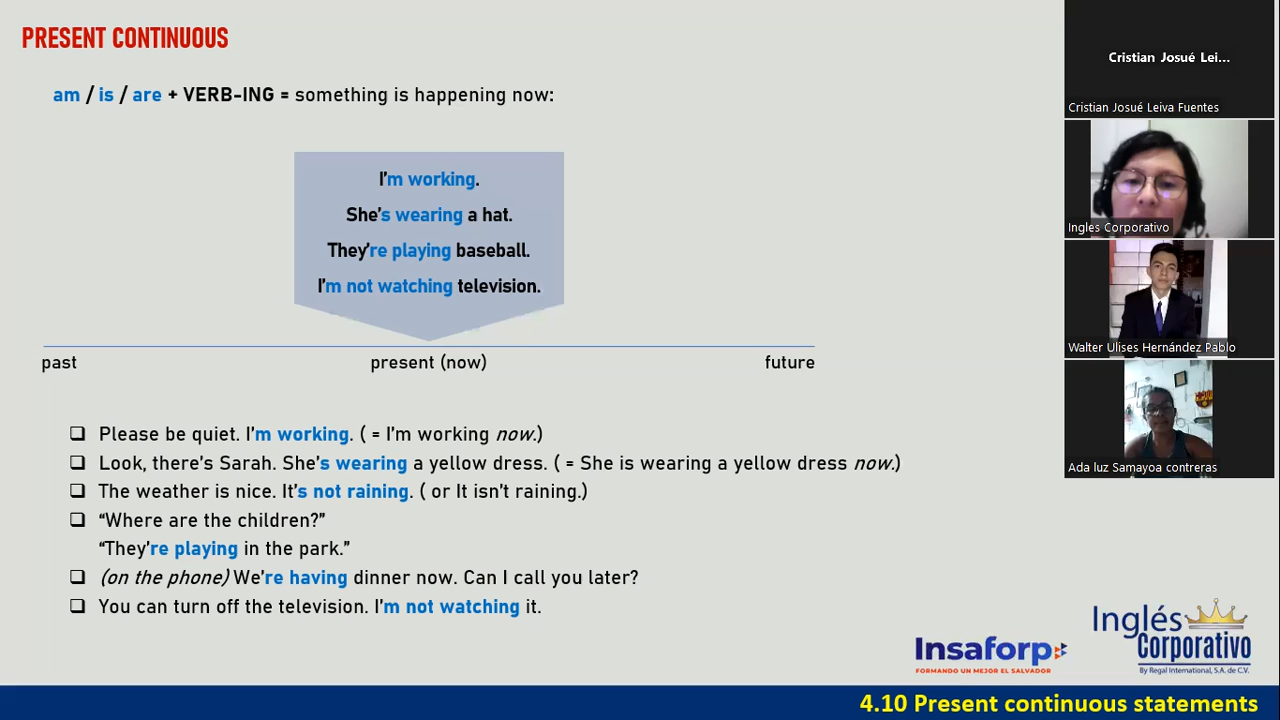 PRESENT CONTINUOUS
am / is / are + VERB-ING = something is happening now:
I'm working.
She's wearing a hat.
They're playing baseball.
I'm not watching television.
past present (now) future
❑ Please be quiet. I'm working. ( = I'm working now.)
❑ Look, there's Sarah. She's wearing a yellow dress. ( = She is wearing a yellow dress now.)
❑ The weather is nice. It's not raining. ( or It isn't raining.)
❑ “Where are the children?”
“They're playing in the park.”
❑ (on the phone) We're having dinner now. Can I call you later?
❑ You can turn off the television. I'm not watching it.
Insaforp
FORMANDO UN MEJOR EL SALVADOR
Inglés
Corporativo
By Regal International, S.A. de C.V.
4.10 Present continuous statements
Cristian Josué Lei...
Cristian Josué Leiva Fuentes
Ingles Corporativo
Walter Ulises Hernández Pablo
Ada luz Samayoa contreras